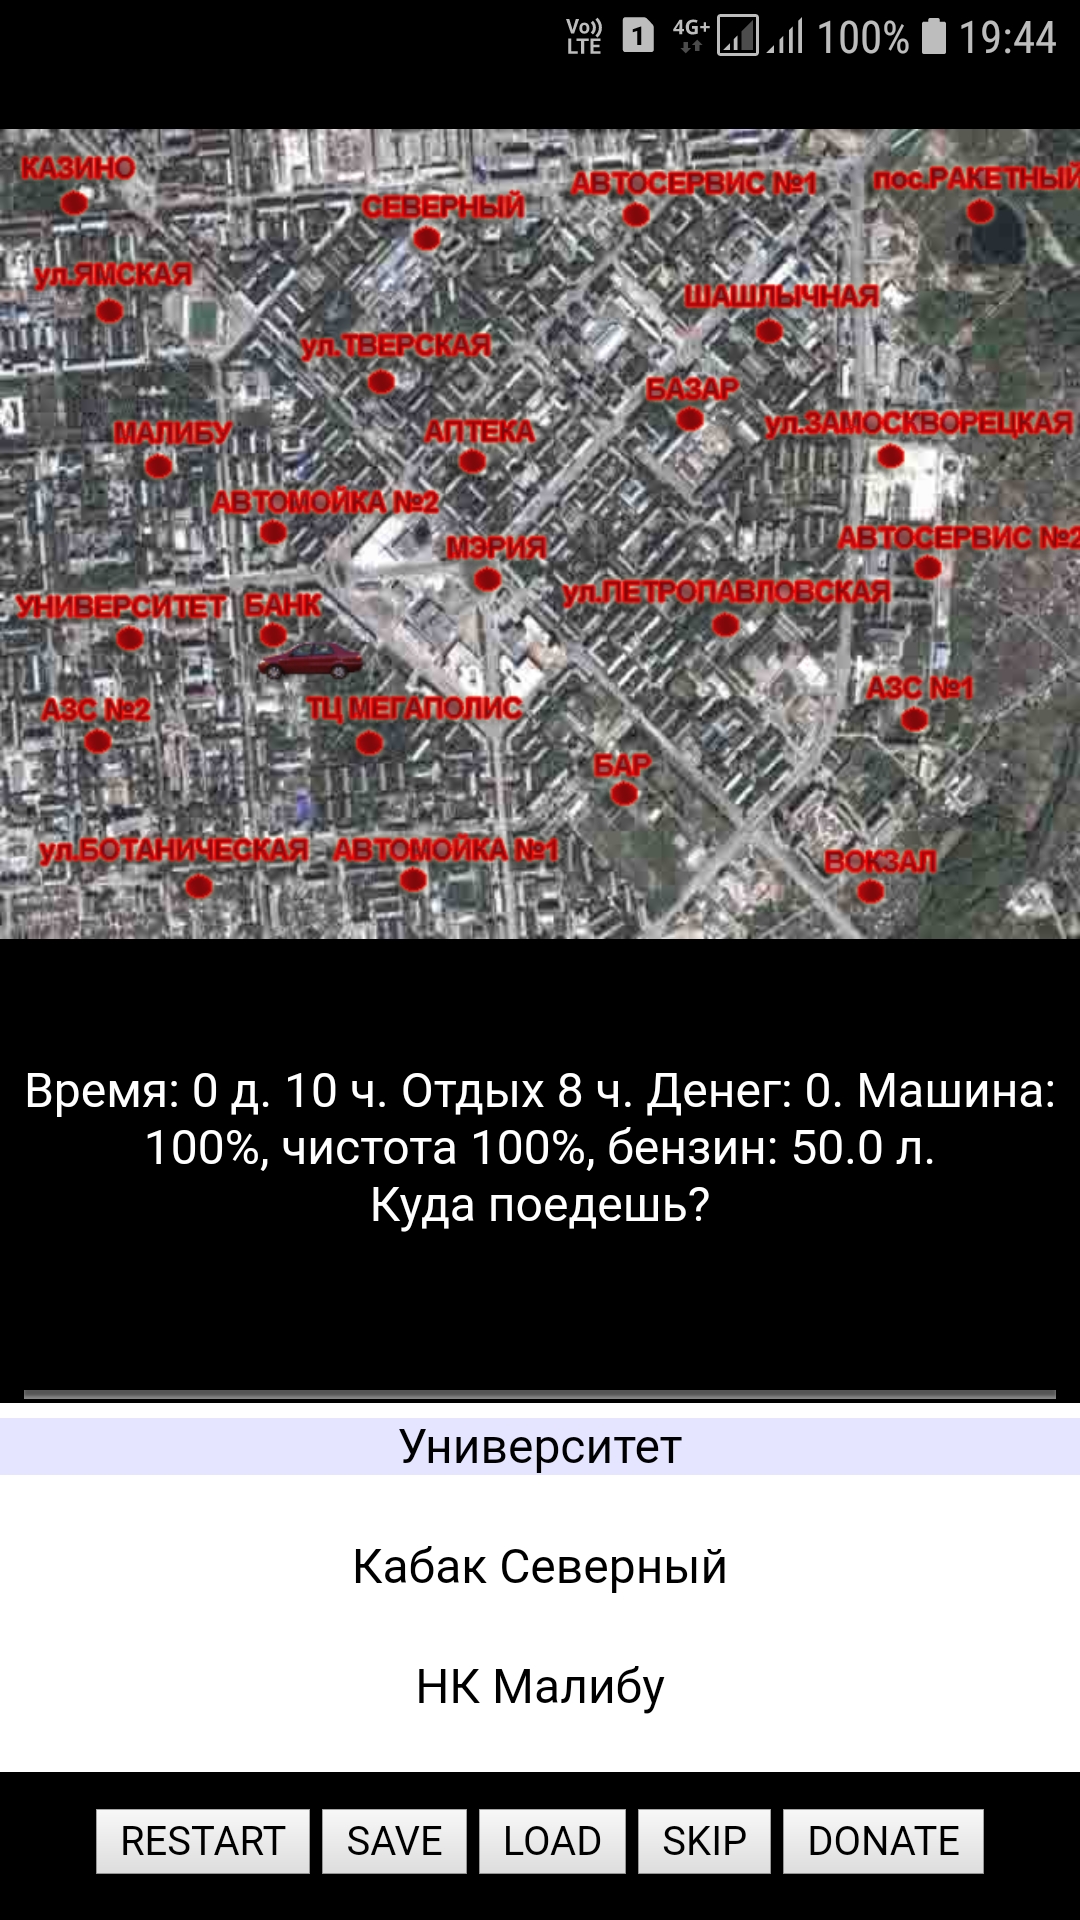 Vo)) LTE 1 4G+ 100% 19:44
КАЗИНО
АВТОСЕРВИС №1
пос.РАКЕТНЫЙ
СЕВЕРНЫЙ
ул.ЯМСКАЯ
ШАШЛЫЧНАЯ
ул.ТВЕРСКАЯ
БАЗАР
МАЛИБУ
АПТЕКА
ул.ЗАМОСКВОРЕЦКАЯ
АВТОМОЙКА №2
МЭРИЯ
АВТОСЕРВИС №2
УНИВЕРСИТЕТ
БАНК
ул.ПЕТРОПАВЛОВСКАЯ
АЗС №2
ТЦ МЕГАПОЛИС
АЗС №1
БАР
ул.БОТАНИЧЕСКАЯ
АВТОМОЙКА №1
ВОКЗАЛ
Время: 0 д. 10 ч. Отдых 8 ч. Денег: 0. Машина:
100%, чистота 100%, бензин: 50.0 л.
Куда поедешь?
Университет
Кабак Северный
НК Малибу
RESTART SAVE LOAD SKIP DONATE